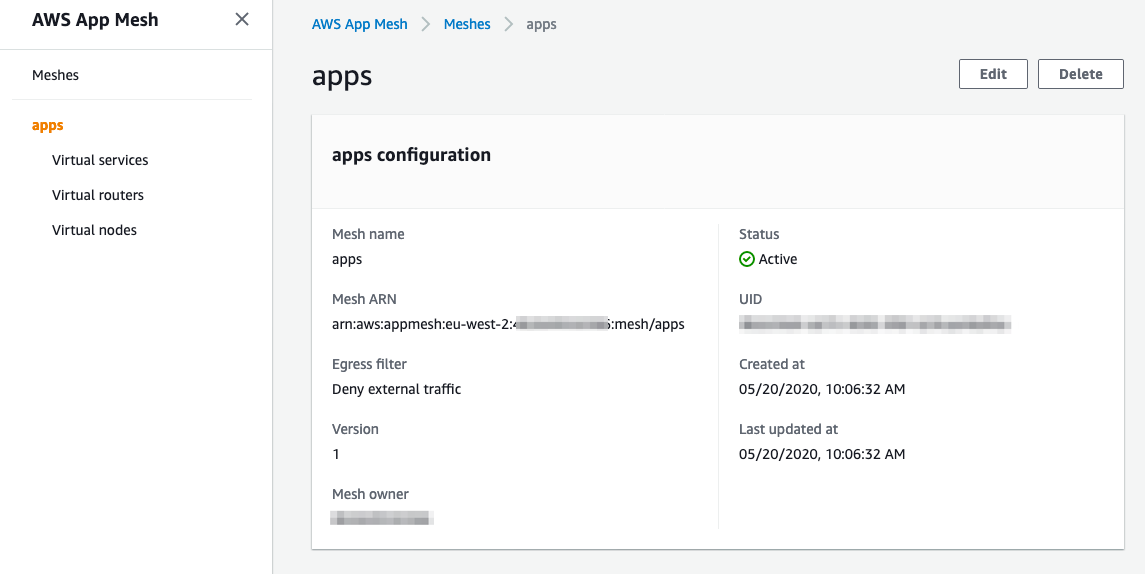 AWS App Mesh
Meshes
apps
Virtual services
Virtual routers
Virtual nodes
AWS App Mesh > Meshes > apps
apps
Edit
Delete
apps configuration
Mesh name
apps
Mesh ARN
arn:aws:appmesh:eu-west-2: :mesh/apps
Egress filter
Deny external traffic
Version
1
Mesh owner
Status
Active
UID
Created at
05/20/2020, 10:06:32 AM
Last updated at
05/20/2020, 10:06:32 AM